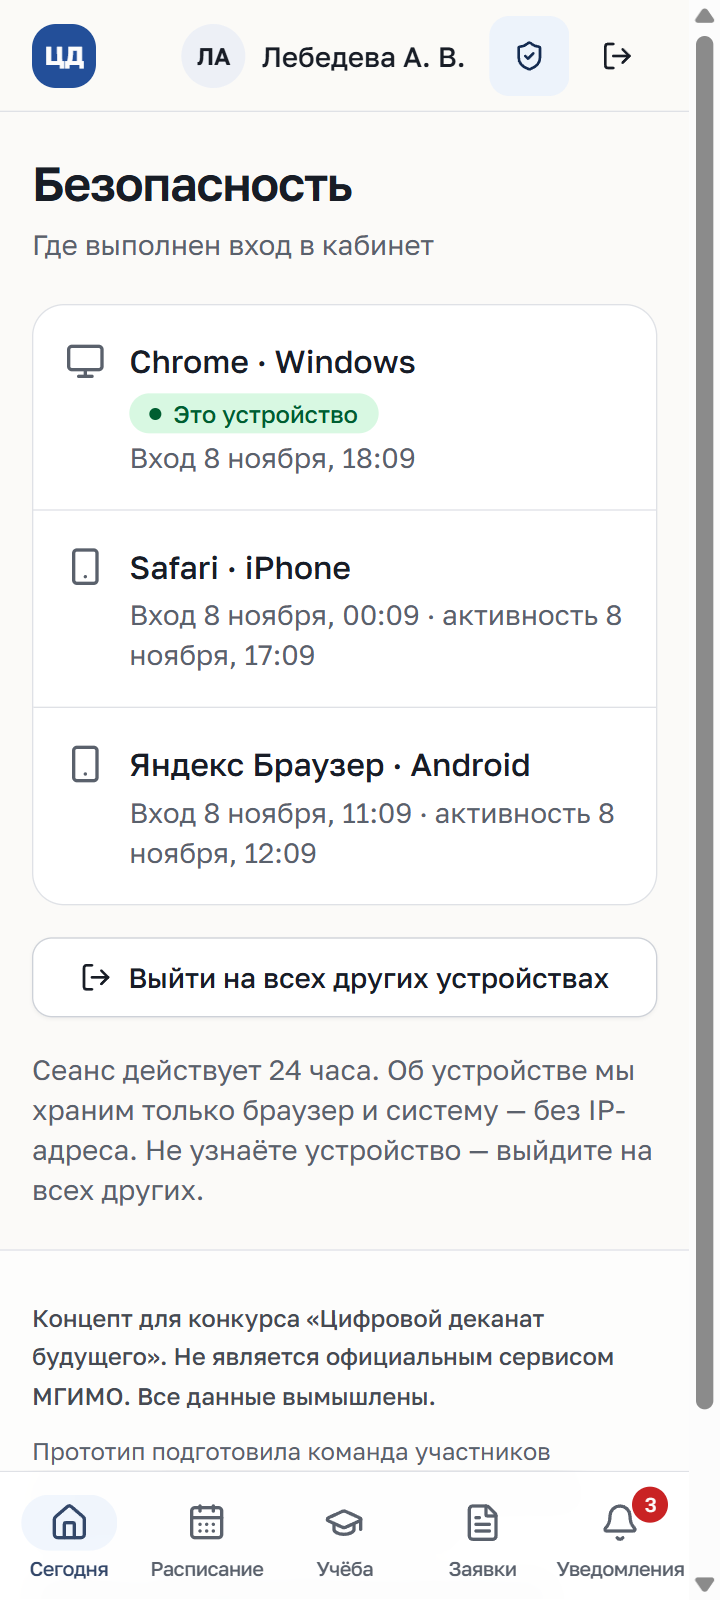 ЦД
ЛА
Лебедева А. В.
Безопасность
Где выполнен вход в кабинет
Chrome · Windows
Это устройство
Вход 8 ноября, 18:09
Safari · iPhone
Вход 8 ноября, 00:09 · активность 8
ноября, 17:09
Яндекс Браузер · Android
Вход 8 ноября, 11:09 · активность 8
ноября, 12:09
Выйти на всех других устройствах
Сеанс действует 24 часа. Об устройстве мы
храним только браузер и систему — без IP-
адреса. Не узнаёте устройство — выйдите на
всех других.
Концепт для конкурса «Цифровой деканат
будущего». Не является официальным сервисом
МГИМО. Все данные вымышлены.
Прототип подготовила команда участников
3
Сегодня
Расписание
Учёба
Заявки
Уведомления